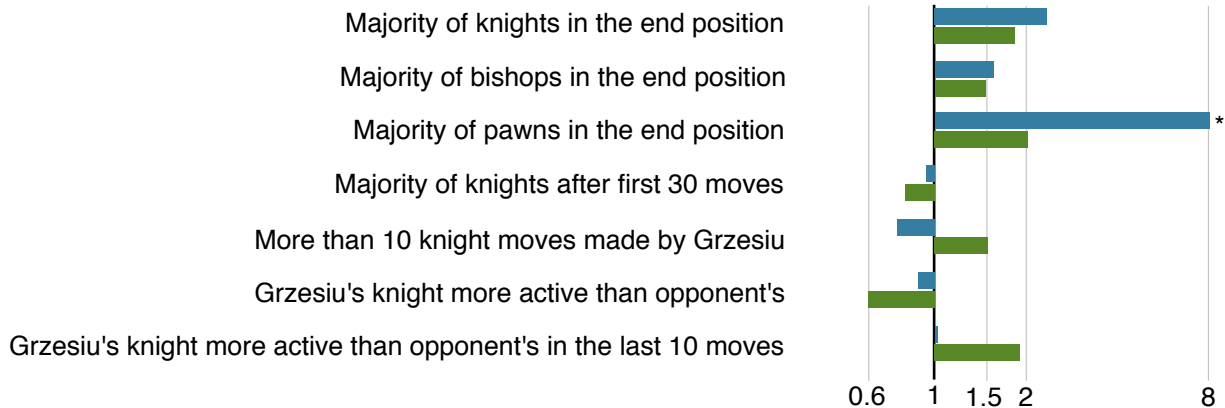 Majority of knights in the end position
Majority of bishops in the end position
Majority of pawns in the end position
*
Majority of knights after first 30 moves
More than 10 knight moves made by Grzesiu
Grzesiu's knight more active than opponent's
Grzesiu's knight more active than opponent's in the last 10 moves
0.6 1 1.5 2 8